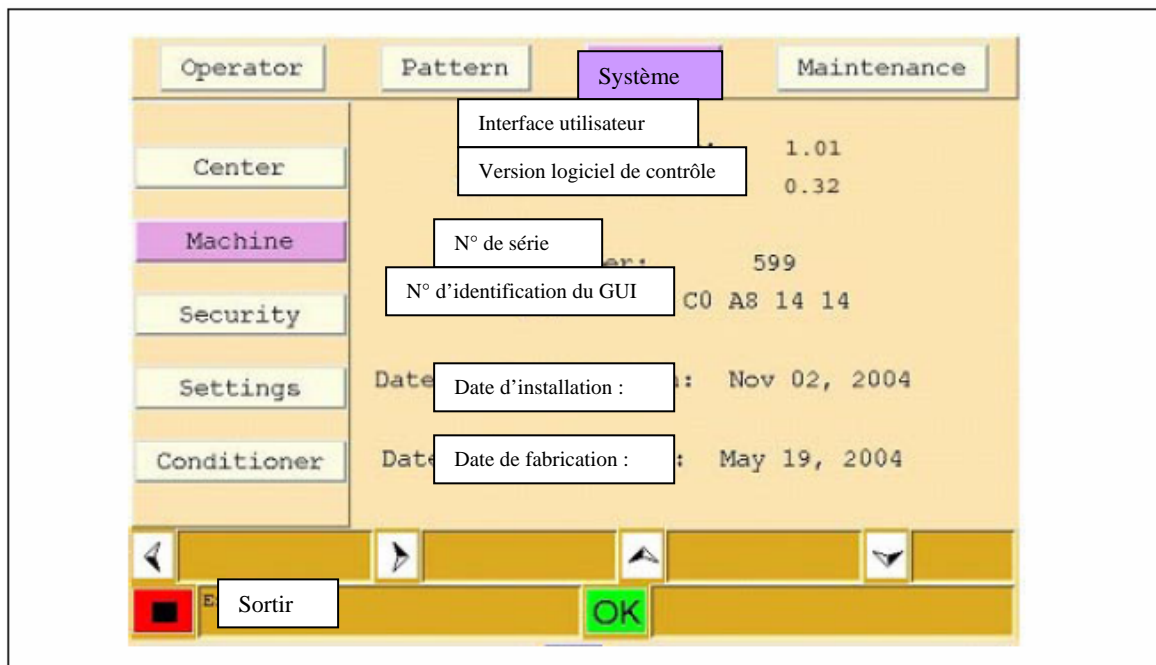 Operator Pattern Système Maintenance
Interface utilisateur
: 1.01
Center
Version logiciel de contrôle
0.32
Machine
N° de série
er: 599
N° d'identification du GUI
C0 A8 14 14
Security
Settings
Date Date d'installation : n: Nov 02, 2004
Conditioner
Date Date de fabrication : : May 19, 2004
Sortir
OK